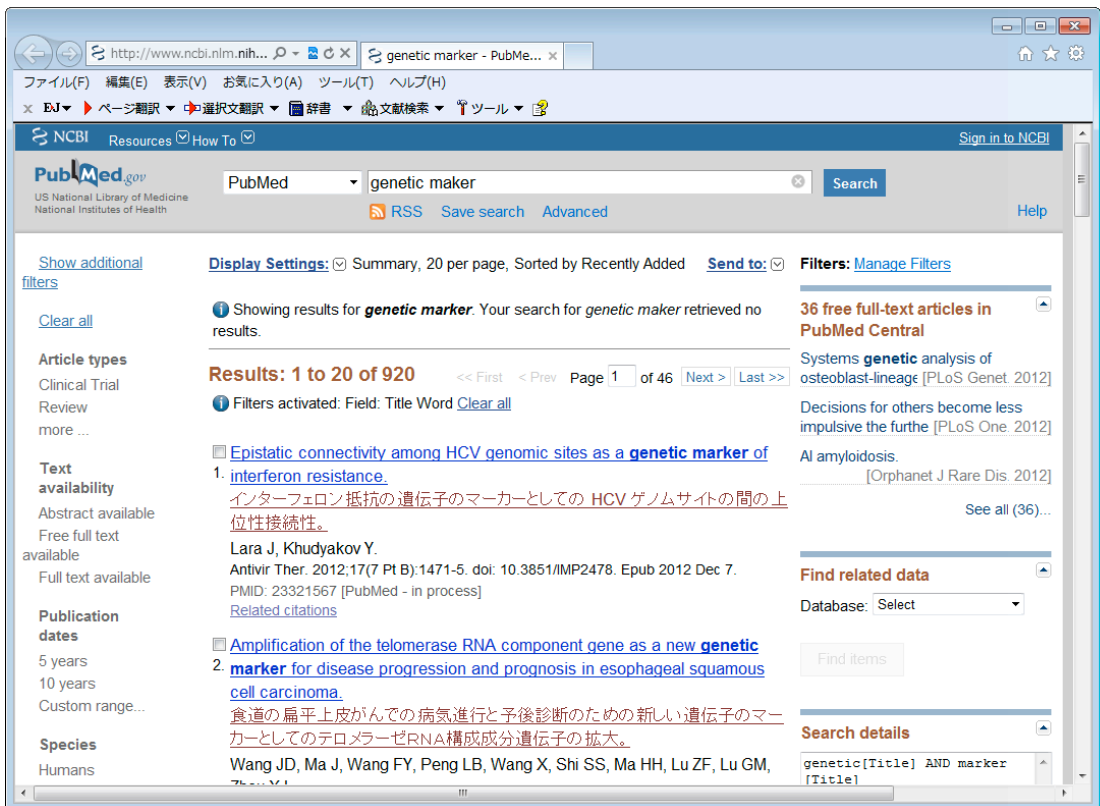 http://www.ncbi.nlm.nih...
genetic marker - PubMe...
ファイル(F) 編集(E) 表示(V) お気に入り(A) ツール(T) ヘルプ(H)
x EtJ ページ翻訳 選択文翻訳 辞書 文献検索 ツール
NCBI Resources How To Sign in to NCBI
PubMed.gov
US National Library of Medicine
National Institutes of Health
PubMed genetic maker Search
RSS Save search Advanced Help
Show additional
filters
Clear all
Article types
Clinical Trial
Review
more ...
Text
availability
Abstract available
Free full text
available
Full text available
Publication
dates
5 years
10 years
Custom range...
Species
Humans
Display Settings: Summary, 20 per page, Sorted by Recently Added Send to:
Showing results for genetic marker. Your search for genetic maker retrieved no
results.
Results: 1 to 20 of 920 << First < Prev Page 1 of 46 Next > Last >>
Filters activated: Field: Title Word Clear all
Epistatic connectivity among HCV genomic sites as a genetic marker of
1. interferon resistance.
インターフェロン抵抗の遺伝子のマーカーとしての HCV ゲノムサイトの間の上
位性接続性。
Lara J, Khudyakov Y.
Antivir Ther. 2012;17(7 Pt B):1471-5. doi: 10.3851/IMP2478. Epub 2012 Dec 7.
PMID: 23321567 [PubMed - in process]
Related citations
Amplification of the telomerase RNA component gene as a new genetic
2. marker for disease progression and prognosis in esophageal squamous
cell carcinoma.
食道の扁平上皮がんでの病気進行と予後診断のための新しい遺伝子のマー
カーとしてのテロメラーゼRNA構成成分遺伝子の拡大。
Wang JD, Ma J, Wang FY, Peng LB, Wang X, Shi SS, Ma HH, Lu ZF, Lu GM,
Filters: Manage Filters
36 free full-text articles in
PubMed Central
Systems genetic analysis of
osteoblast-lineage [PLoS Genet. 2012]
Decisions for others become less
impulsive the furthe [PLoS One. 2012]
Al amyloidosis.
[Orphanet J Rare Dis. 2012]
See all (36)...
Find related data
Database: Select
Find items
Search details
genetic[Title] AND marker
[Title]